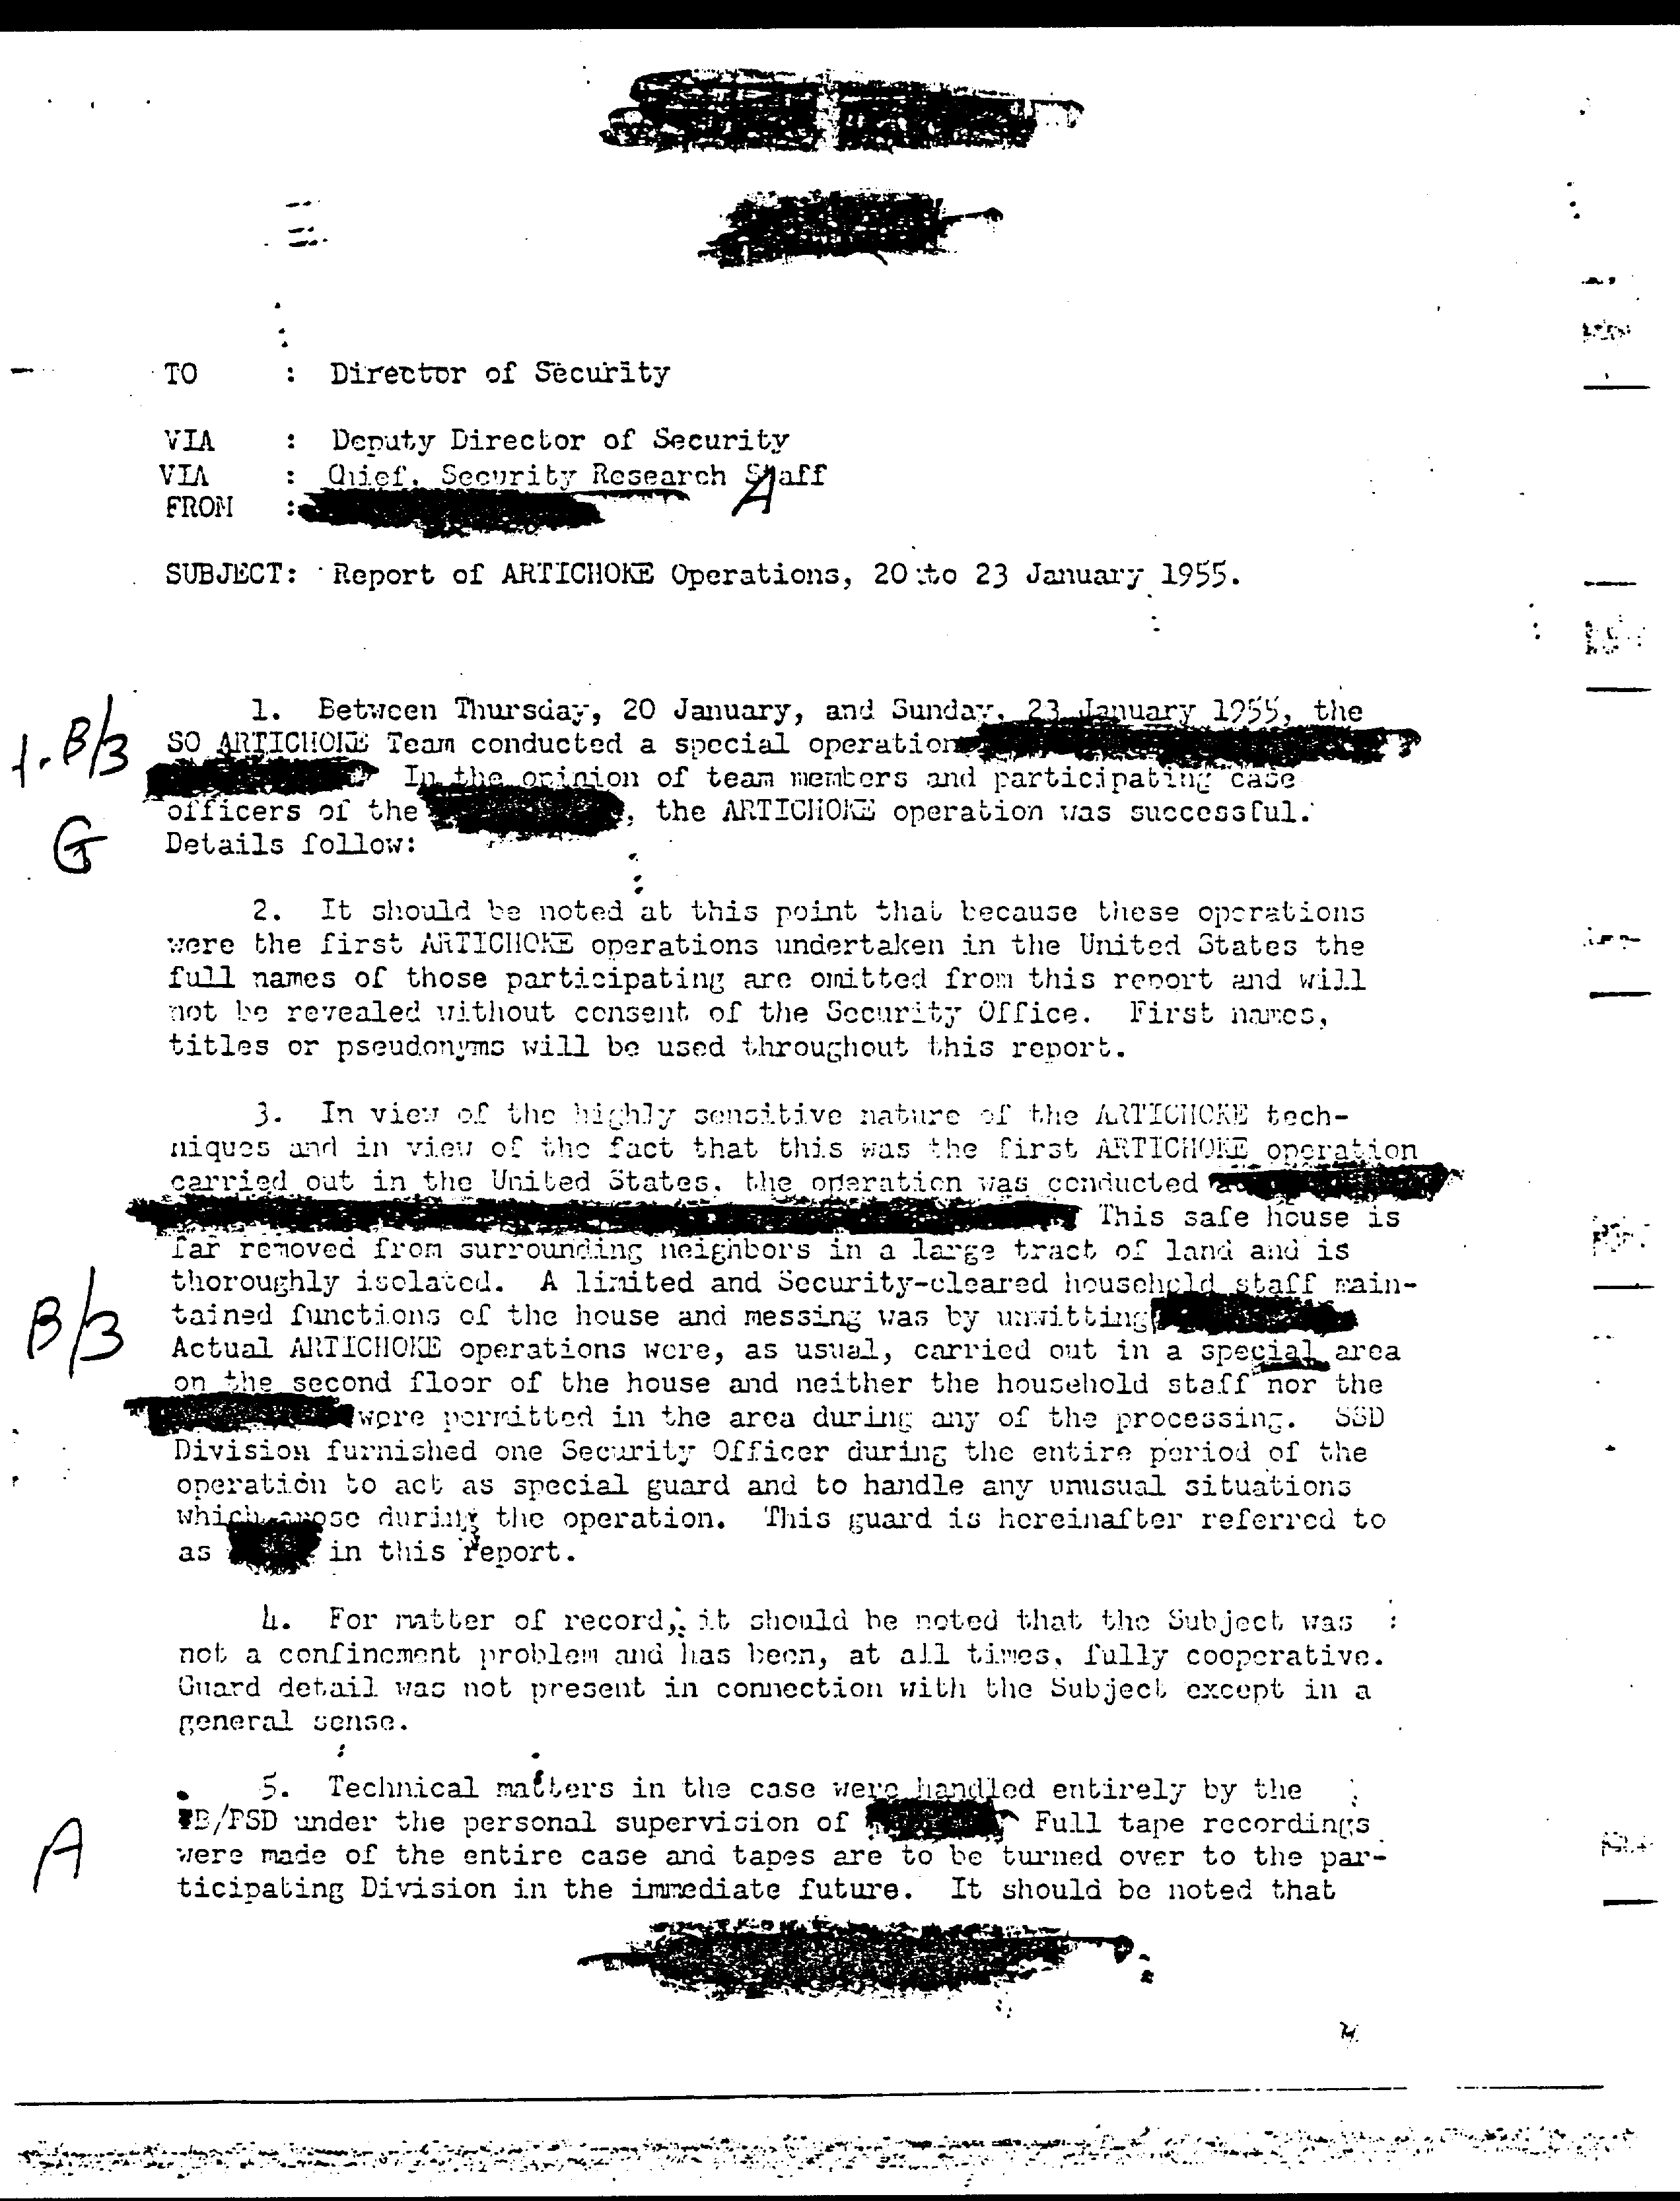 TO : Director of Security
VIA : Deputy Director of Security
VIA : Chief, Security Research Staff
A
FROM :
SUBJECT: Report of ARTICHOKE Operations, 20 to 23 January 1955.
1. Between Thursday, 20 January, and Sunday, 23 January 1955, the
1. B/3
SO ARTICHOKE Team conducted a special operation
In the opinion of team members and participating case
officers of the , the ARTICHOKE operation was successful.
G
Details follow:
2. It should be noted at this point that because these operations
were the first ARTICHOKE operations undertaken in the United States the
full names of those participating are omitted from this report and will
not be revealed without consent of the Security Office. First names,
titles or pseudonyms will be used throughout this report.
3. In view of the highly sensitive nature of the ARTICHOKE tech-
niques and in view of the fact that this was the first ARTICHOKE operation
carried out in the United States, the operation was conducted
This safe house is
far removed from surrounding neighbors in a large tract of land and is
thoroughly isolated. A limited and Security-cleared household staff main-
B/3
tained functions of the house and messing was by unwitting
Actual ARTICHOKE operations were, as usual, carried out in a special area
on the second floor of the house and neither the household staff nor the
were permitted in the area during any of the processing. SSD
Division furnished one Security Officer during the entire period of the
operation to act as special guard and to handle any unusual situations
which arose during the operation. This guard is hereinafter referred to
as in this report.
4. For matter of record, it should be noted that the Subject was
not a confinement problem and has been, at all times, fully cooperative.
Guard detail was not present in connection with the Subject except in a
general sense.
5. Technical matters in the case were handled entirely by the
under the personal supervision of Full tape recordings
A
were made of the entire case and tapes are to be turned over to the par-
ticipating Division in the immediate future. It should be noted that